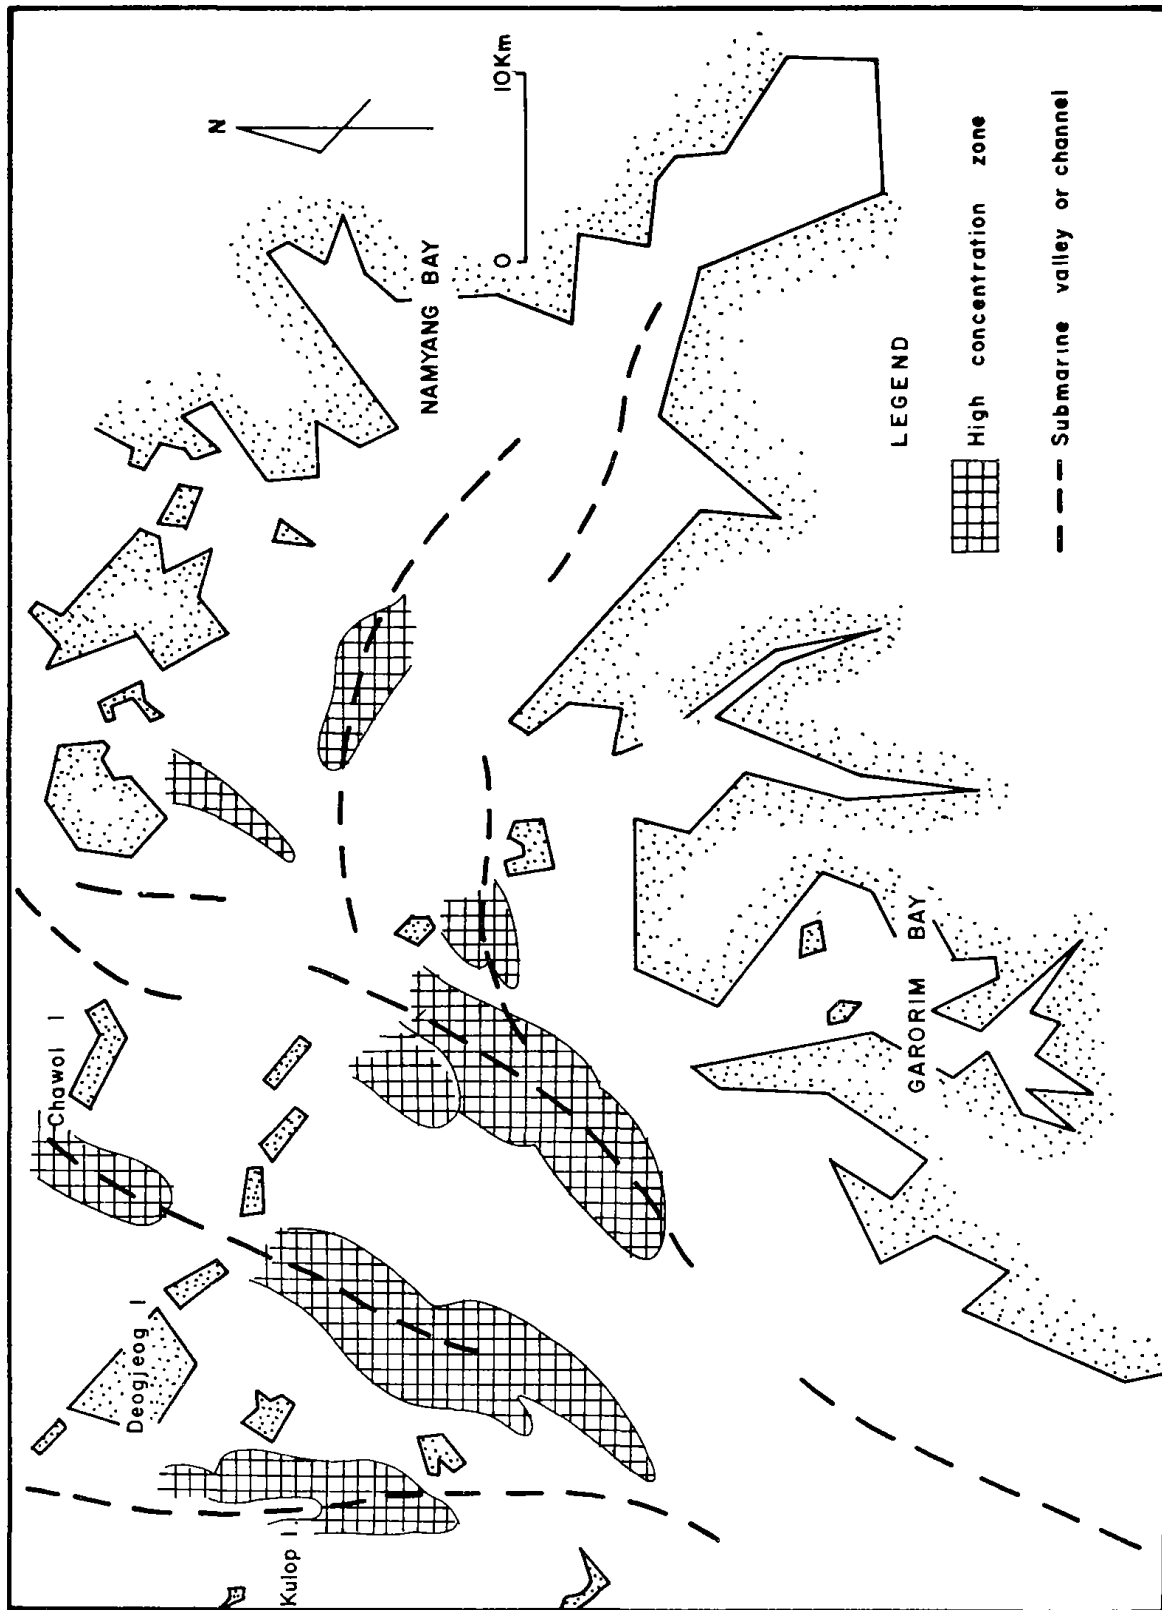 N
10Km
0
Chawol I
Deogjeog I
Kulop I.
NAMYANG BAY
GARORIM BAY
LEGEND
High concentration zone
Submarine valley or channel